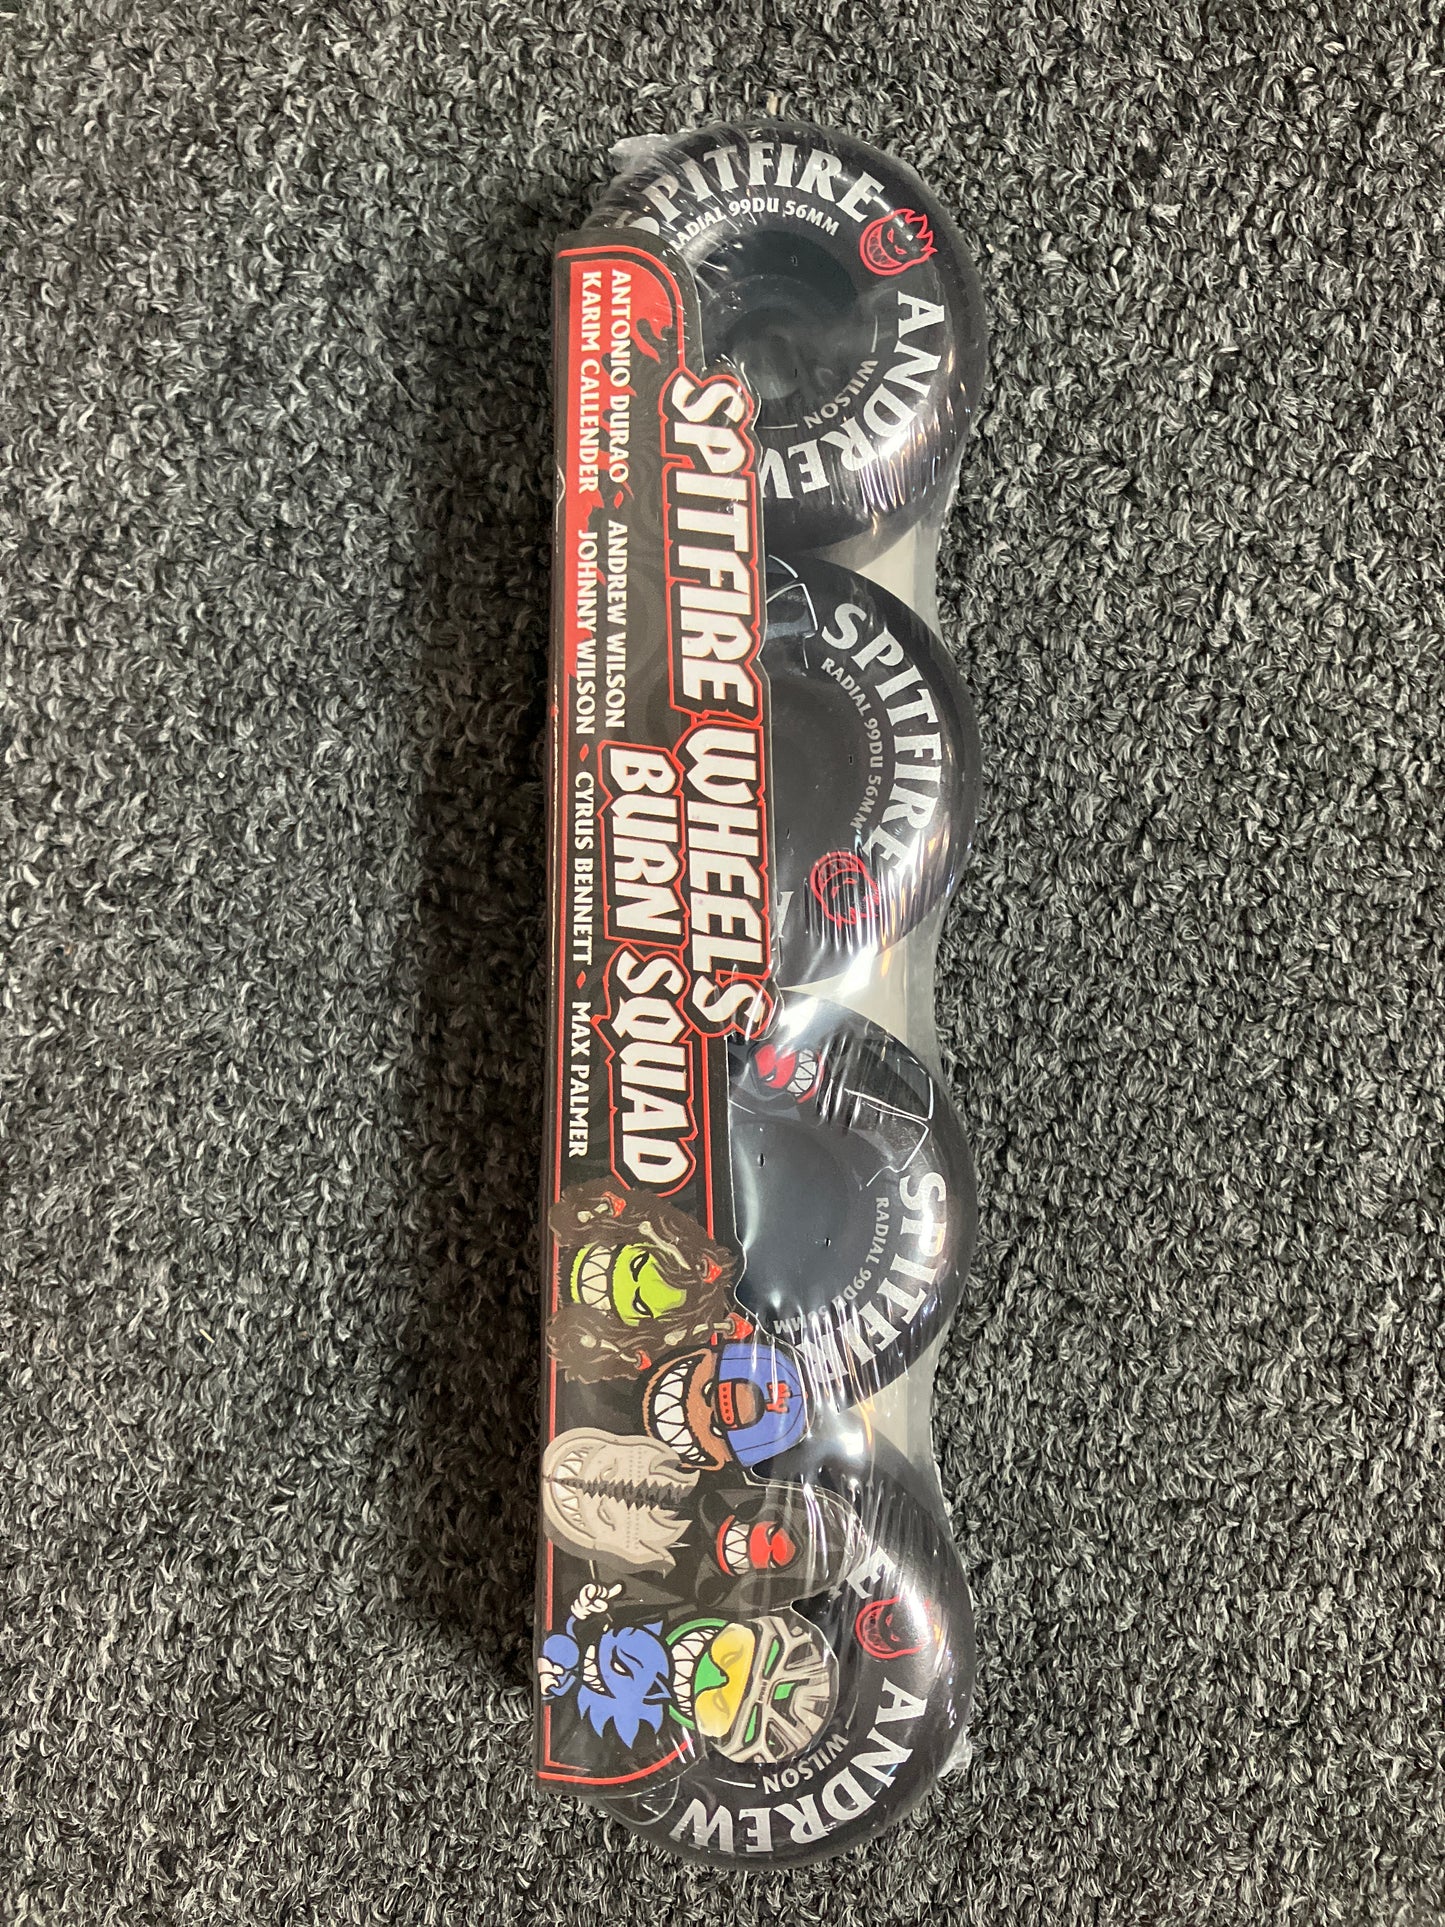 SPITFIRE WHEELS
BURN SQUAD
ANTONIO DURAO ANDREW WILSON
KARIM CALLENDER JOHNNY WILSON CYRUS BENNETT MAX PALMER
SPITFIRE
RADIAL 99DU 56MM
ANDREW
WILSON
SPITFIRE
RADIAL 99DU 56MM
SPITFIRE
RADIAL 99DU 56MM
ANDREW
WILSON